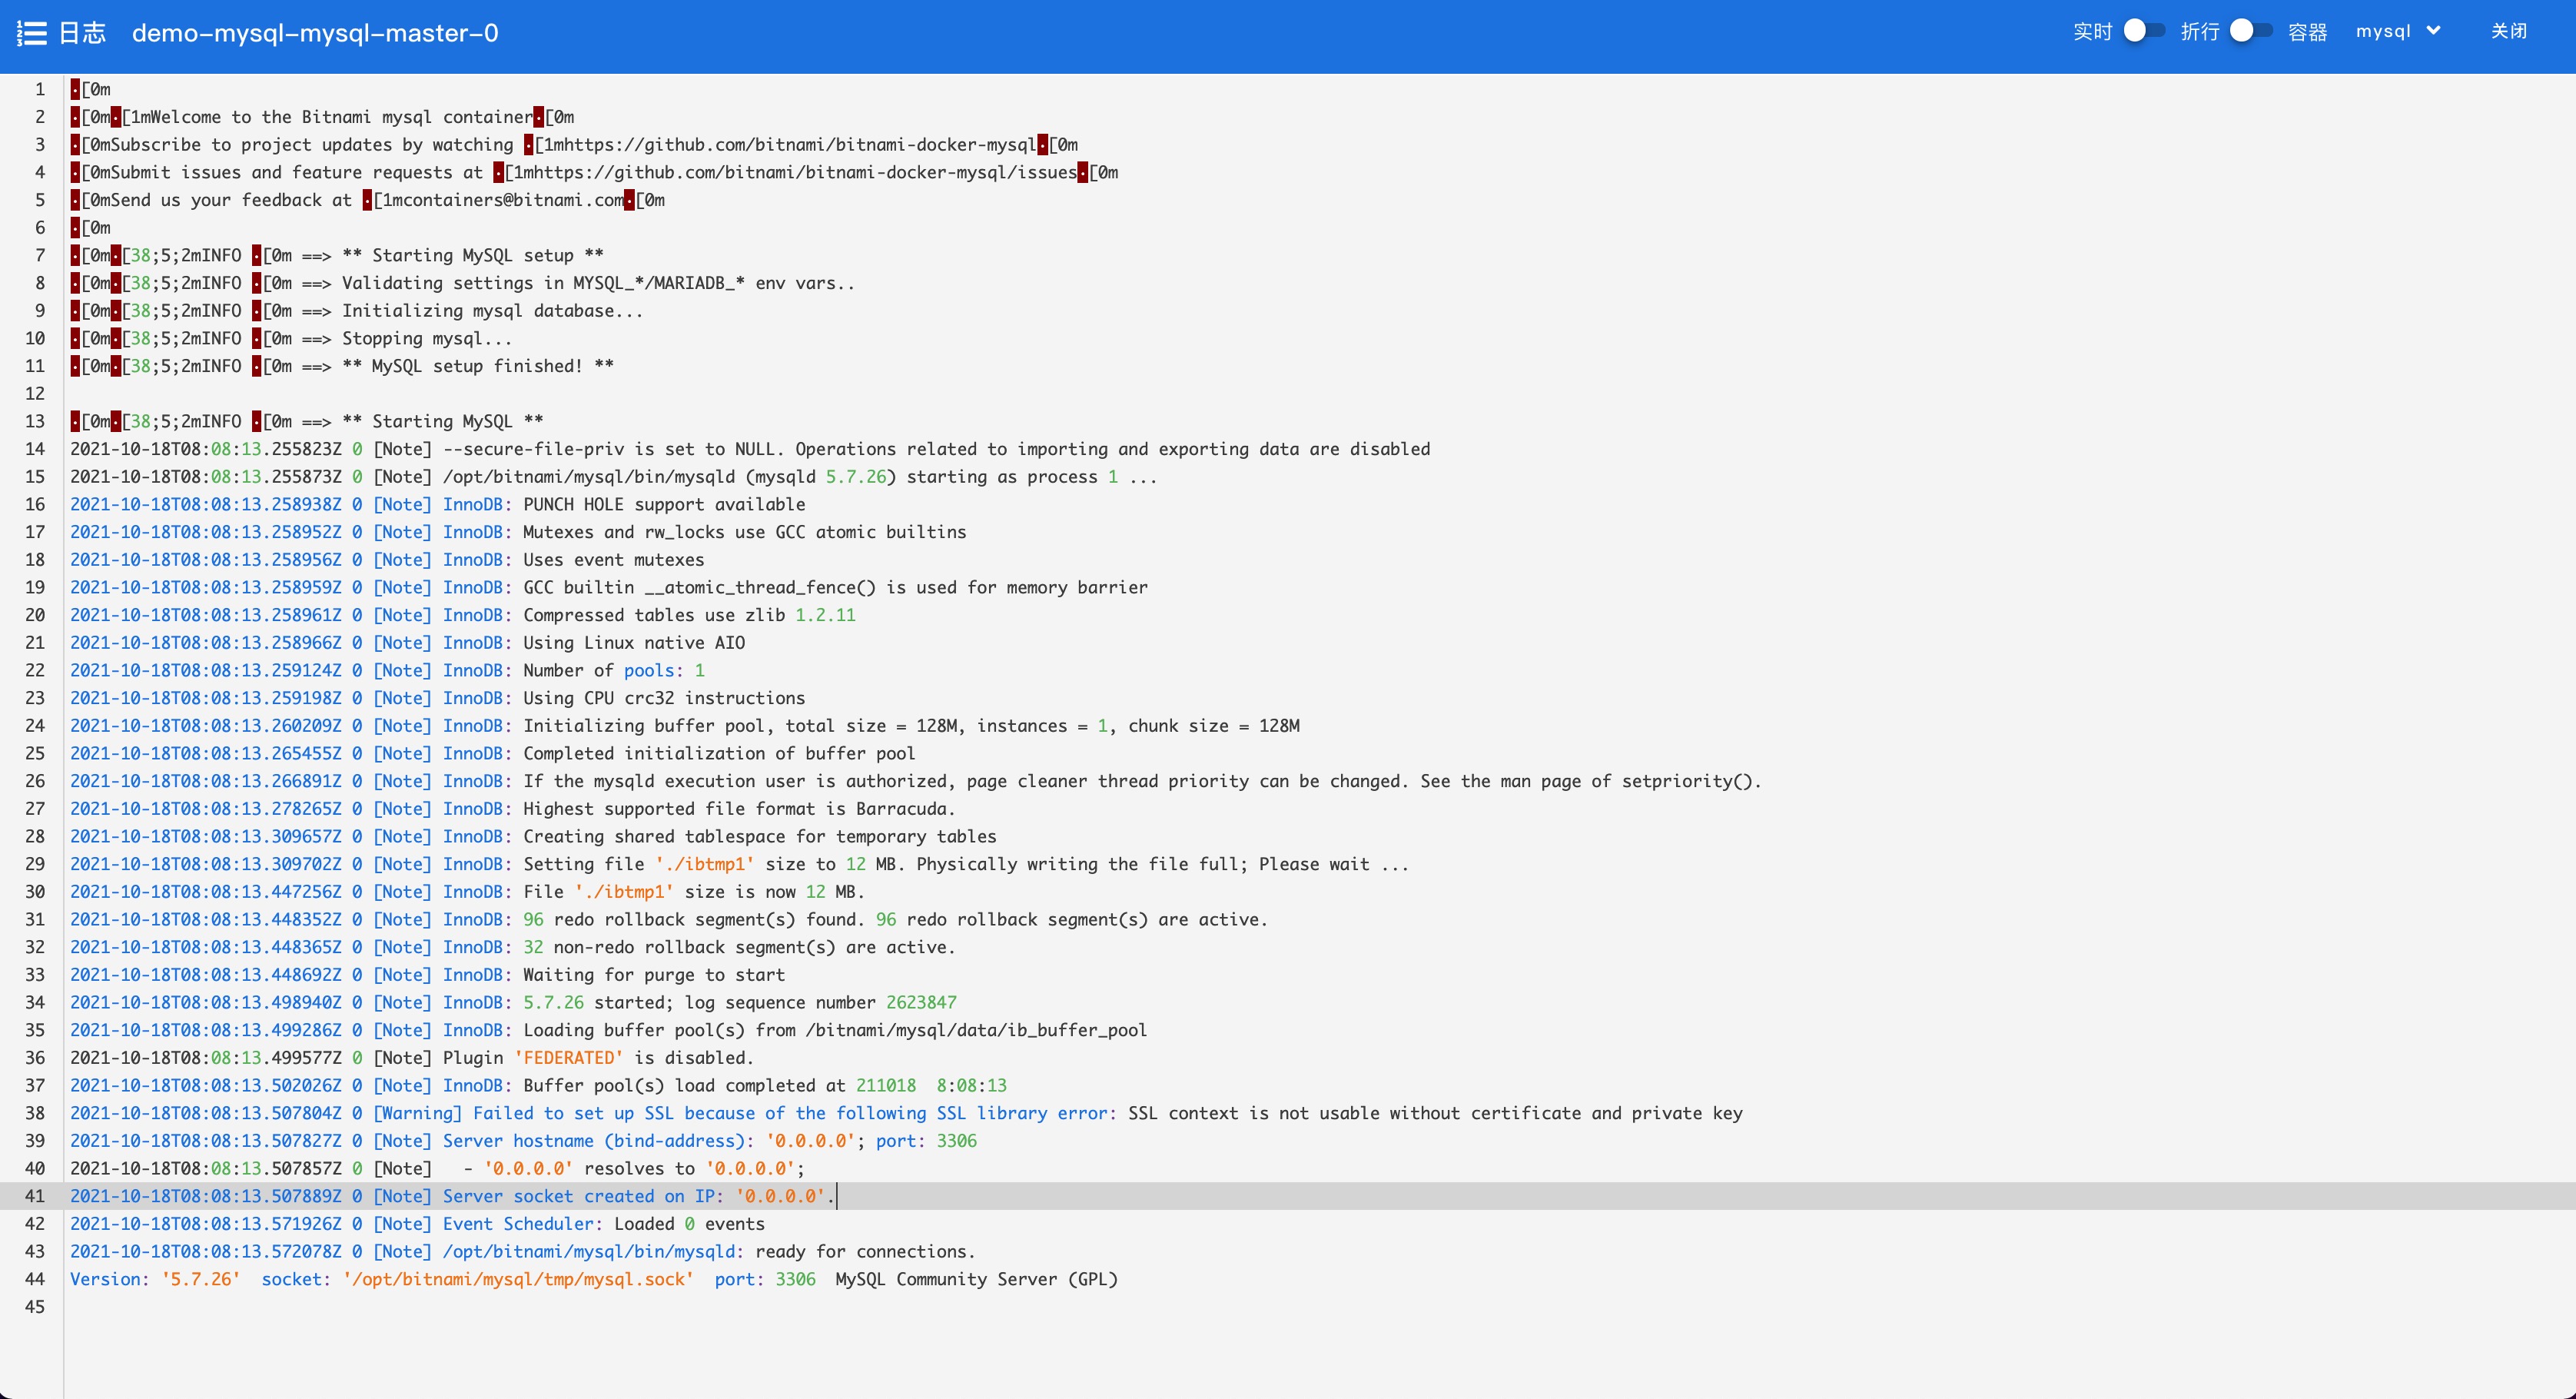 日志 demo-mysql-mysql-master-0 实时 折行 容器 mysql 关闭
1 ·[0m
2 ·[0m·[1mWelcome to the Bitnami mysql container·[0m
3 ·[0mSubscribe to project updates by watching ·[1mhttps://github.com/bitnami/bitnami-docker-mysql·[0m
4 ·[0mSubmit issues and feature requests at ·[1mhttps://github.com/bitnami/bitnami-docker-mysql/issues·[0m
5 ·[0mSend us your feedback at ·[1mcontainers@bitnami.com·[0m
6 ·[0m
7 ·[0m·[38;5;2mINFO ·[0m ==> ** Starting MySQL setup **
8 ·[0m·[38;5;2mINFO ·[0m ==> Validating settings in MYSQL_*/MARIADB_* env vars..
9 ·[0m·[38;5;2mINFO ·[0m ==> Initializing mysql database...
10 ·[0m·[38;5;2mINFO ·[0m ==> Stopping mysql...
11 ·[0m·[38;5;2mINFO ·[0m ==> ** MySQL setup finished! **
12
13 ·[0m·[38;5;2mINFO ·[0m ==> ** Starting MySQL **
14 2021-10-18T08:08:13.255823Z 0 [Note] --secure-file-priv is set to NULL. Operations related to importing and exporting data are disabled
15 2021-10-18T08:08:13.255873Z 0 [Note] /opt/bitnami/mysql/bin/mysqld (mysqld 5.7.26) starting as process 1 ...
16 2021-10-18T08:08:13.258938Z 0 [Note] InnoDB: PUNCH HOLE support available
17 2021-10-18T08:08:13.258952Z 0 [Note] InnoDB: Mutexes and rw_locks use GCC atomic builtins
18 2021-10-18T08:08:13.258956Z 0 [Note] InnoDB: Uses event mutexes
19 2021-10-18T08:08:13.258959Z 0 [Note] InnoDB: GCC builtin __atomic_thread_fence() is used for memory barrier
20 2021-10-18T08:08:13.258961Z 0 [Note] InnoDB: Compressed tables use zlib 1.2.11
21 2021-10-18T08:08:13.258966Z 0 [Note] InnoDB: Using Linux native AIO
22 2021-10-18T08:08:13.259124Z 0 [Note] InnoDB: Number of pools: 1
23 2021-10-18T08:08:13.259198Z 0 [Note] InnoDB: Using CPU crc32 instructions
24 2021-10-18T08:08:13.260209Z 0 [Note] InnoDB: Initializing buffer pool, total size = 128M, instances = 1, chunk size = 128M
25 2021-10-18T08:08:13.265455Z 0 [Note] InnoDB: Completed initialization of buffer pool
26 2021-10-18T08:08:13.266891Z 0 [Note] InnoDB: If the mysqld execution user is authorized, page cleaner thread priority can be changed. See the man page of setpriority().
27 2021-10-18T08:08:13.278265Z 0 [Note] InnoDB: Highest supported file format is Barracuda.
28 2021-10-18T08:08:13.309657Z 0 [Note] InnoDB: Creating shared tablespace for temporary tables
29 2021-10-18T08:08:13.309702Z 0 [Note] InnoDB: Setting file './ibtmp1' size to 12 MB. Physically writing the file full; Please wait ...
30 2021-10-18T08:08:13.447256Z 0 [Note] InnoDB: File './ibtmp1' size is now 12 MB.
31 2021-10-18T08:08:13.448352Z 0 [Note] InnoDB: 96 redo rollback segment(s) found. 96 redo rollback segment(s) are active.
32 2021-10-18T08:08:13.448365Z 0 [Note] InnoDB: 32 non-redo rollback segment(s) are active.
33 2021-10-18T08:08:13.448692Z 0 [Note] InnoDB: Waiting for purge to start
34 2021-10-18T08:08:13.498940Z 0 [Note] InnoDB: 5.7.26 started; log sequence number 2623847
35 2021-10-18T08:08:13.499286Z 0 [Note] InnoDB: Loading buffer pool(s) from /bitnami/mysql/data/ib_buffer_pool
36 2021-10-18T08:08:13.499577Z 0 [Note] Plugin 'FEDERATED' is disabled.
37 2021-10-18T08:08:13.502026Z 0 [Note] InnoDB: Buffer pool(s) load completed at 211018  8:08:13
38 2021-10-18T08:08:13.507804Z 0 [Warning] Failed to set up SSL because of the following SSL library error: SSL context is not usable without certificate and private key
39 2021-10-18T08:08:13.507827Z 0 [Note] Server hostname (bind-address): '0.0.0.0'; port: 3306
40 2021-10-18T08:08:13.507857Z 0 [Note]   - '0.0.0.0' resolves to '0.0.0.0';
41 2021-10-18T08:08:13.507889Z 0 [Note] Server socket created on IP: '0.0.0.0'.
42 2021-10-18T08:08:13.571926Z 0 [Note] Event Scheduler: Loaded 0 events
43 2021-10-18T08:08:13.572078Z 0 [Note] /opt/bitnami/mysql/bin/mysqld: ready for connections.
44 Version: '5.7.26'  socket: '/opt/bitnami/mysql/tmp/mysql.sock'  port: 3306  MySQL Community Server (GPL)
45